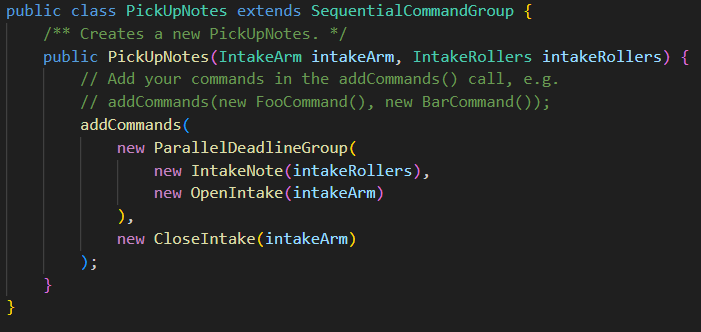 public class PickUpNotes extends SequentialCommandGroup {
/** Creates a new PickUpNotes. */
public PickUpNotes(IntakeArm intakeArm, IntakeRollers intakeRollers) {
// Add your commands in the addCommands() call, e.g.
// addCommands(new FooCommand(), new BarCommand());
addCommands(
new ParallelDeadlineGroup(
new IntakeNote(intakeRollers),
new OpenIntake(intakeArm)
),
new CloseIntake(intakeArm)
);
}
}